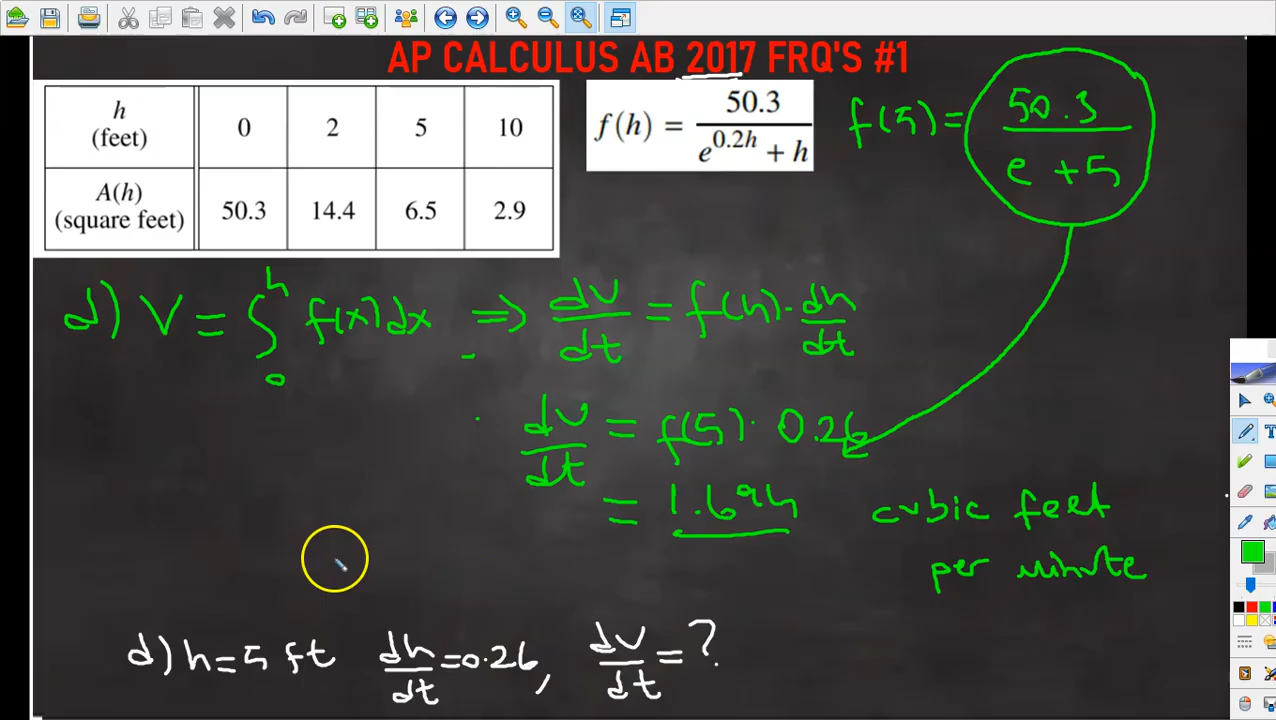 AP CALCULUS AB 2017 FRQ'S #1
h (feet) 0 2 5 10
A(h) (square feet) 50.3 14.4 6.5 2.9
f(h) = 50.3 / (e^0.2h + h)
f(5) = 50.3 / (e + 5)
d) V = ∫_0^h f(x) dx ⇒ dV/dt = f(h) · dh/dt
dV/dt = f(5) · 0.26
= 1.694 cubic feet
per minute
d) h = 5 ft dh/dt = 0.26, dV/dt = ?